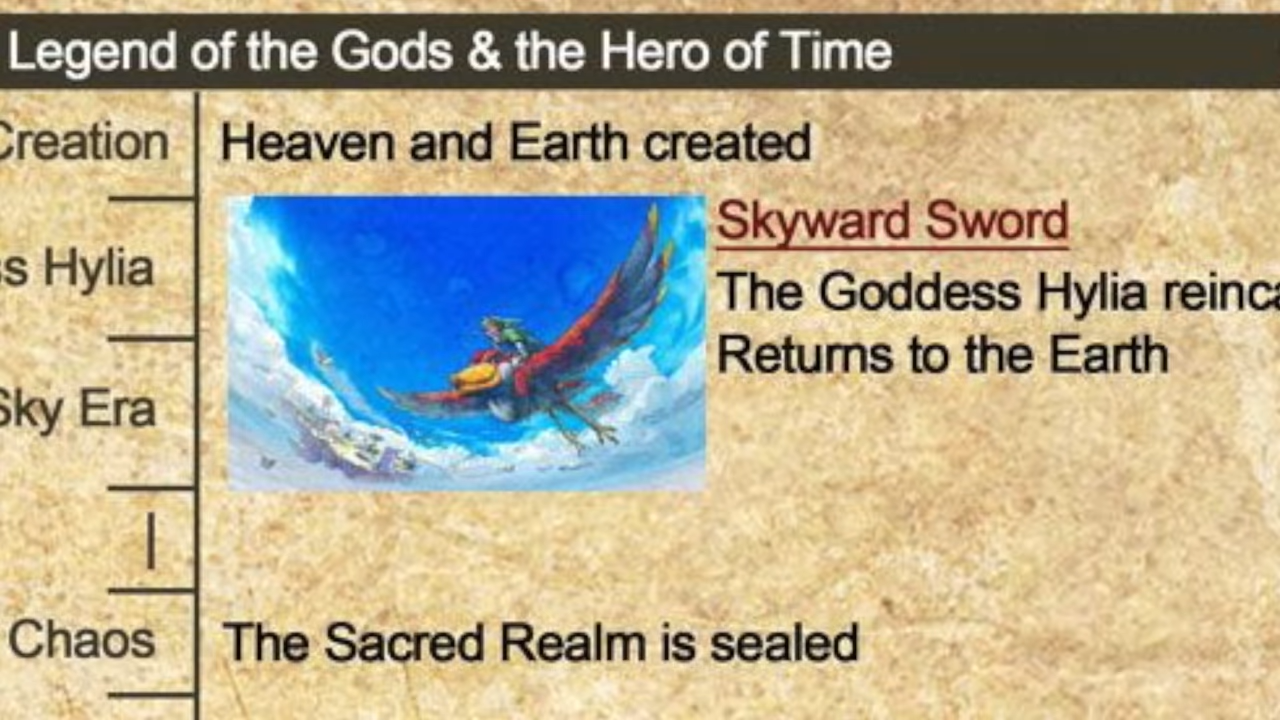 Legend of the Gods & the Hero of Time
Creation
Heaven and Earth created
Skyward Sword
Hylia
The Goddess Hylia
Returns to the Earth
Sky Era
Chaos
The Sacred Realm is sealed